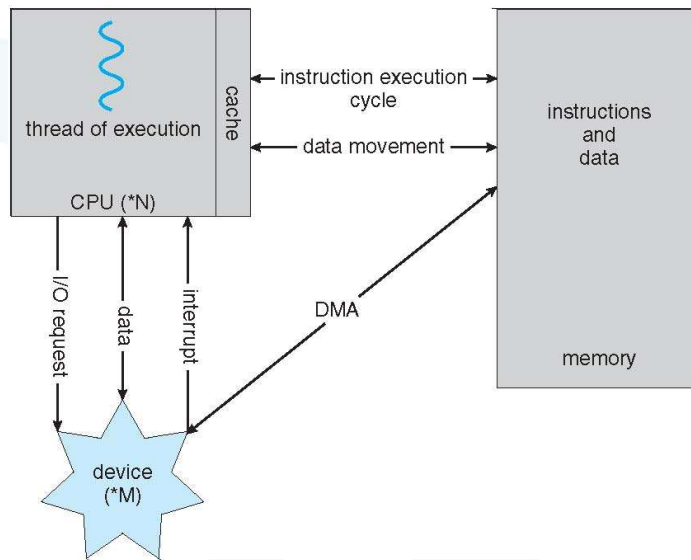 thread of execution
cache
CPU (*N)
instruction execution
cycle
data movement
instructions
and
data
memory
I/O request
data
interrupt
DMA
device
(*M)